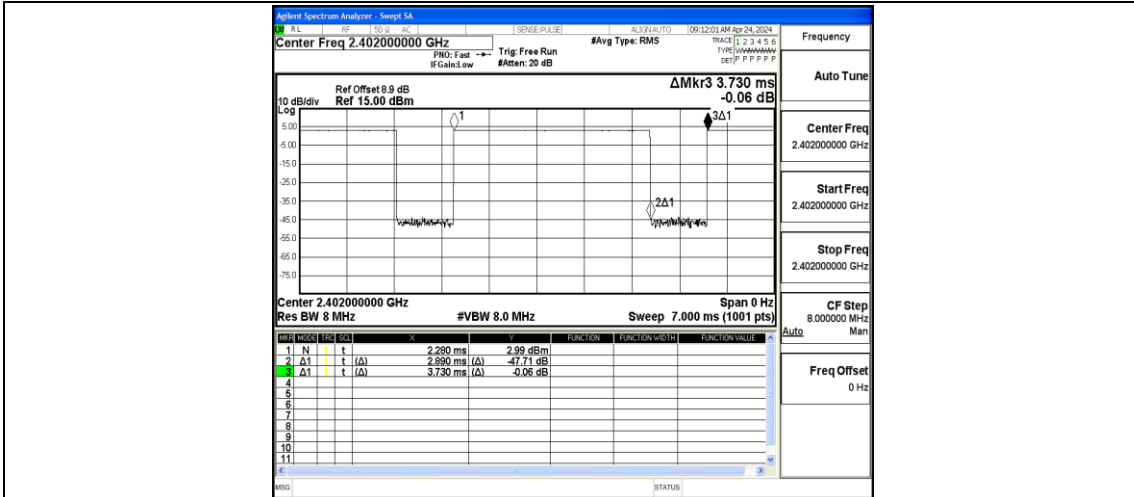 Agilent Spectrum Analyzer - Swept SA
RL RF 50 Ω AC SENSE:PULSE ALIGN AUTO 09:12:01 AM Apr 24, 2024
Center Freq 2.402000000 GHz
#Avg Type: RMS
TRACE 1 2 3 4 5 6
PNO: Fast
Trig: Free Run
TYPE
IFGain:Low
#Atten: 20 dB
DET P P P P P P
ΔMkr3 3.730 ms
-0.06 dB
Ref Offset 8.9 dB
10 dB/div Ref 15.00 dBm
Log
1
3Δ1
5.00
-5.00
-15.0
-25.0
-35.0
2Δ1
-45.0
-55.0
-65.0
-75.0
Center 2.402000000 GHz Span 0 Hz
Res BW 8 MHz #VBW 8.0 MHz Sweep 7.000 ms (1001 pts)
MKR MODE TRC SCL X Y FUNCTION FUNCTION WIDTH FUNCTION VALUE
1 N 1 t 2.280 ms 2.99 dBm
2 Δ1 1 t (Δ) 2.890 ms (Δ) -47.71 dB
3 Δ1 1 t (Δ) 3.730 ms (Δ) -0.06 dB
4
5
6
7
8
9
10
11
MSG STATUS
Frequency
Auto Tune
Center Freq
2.402000000 GHz
Start Freq
2.402000000 GHz
Stop Freq
2.402000000 GHz
CF Step
8.000000 MHz
Auto Man
Freq Offset
0 Hz